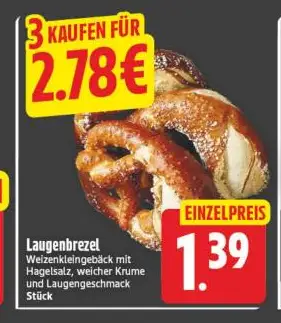 3 KAUFEN FÜR
2.78€
EINZELPREIS
1.39
Laugenbrezel
Weizenkleingebäck mit
Hagelsalz, weicher Krume
und Laugengeschmack
Stück